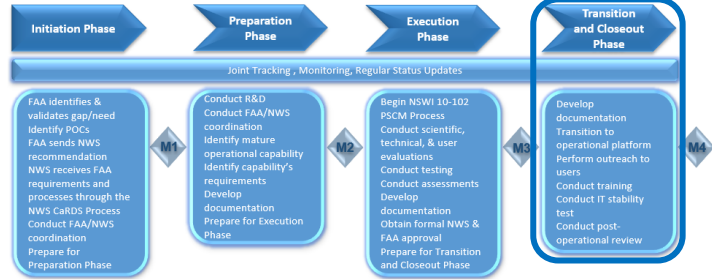 Initiation Phase
Preparation
Phase
Execution
Phase
Transition
and Closeout
Phase
Joint Tracking , Monitoring, Regular Status Updates
FAA identifies &
validates gap/need
Identify POCs
FAA sends NWS
recommendation
NWS receives FAA
requirements and
processes through the
NWS CaRDS Process
Conduct FAA/NWS
coordination
Prepare for
Preparation Phase
M1
Conduct R&D
Conduct FAA/NWS
coordination
Identify mature
operational capability
Identify capability's
requirements
Develop
documentation
Prepare for Execution
Phase
M2
Begin NSWI 10-102
PSCM Process
Conduct scientific,
technical, & user
evaluations
Conduct testing
Conduct assessments
Develop
documentation
Obtain formal NWS &
FAA approval
Prepare for Transition
and Closeout Phase
M3
Develop
documentation
Transition to
operational platform
Perform outreach to
users
Conduct training
Conduct IT stability
test
Conduct post-
operational review
M4